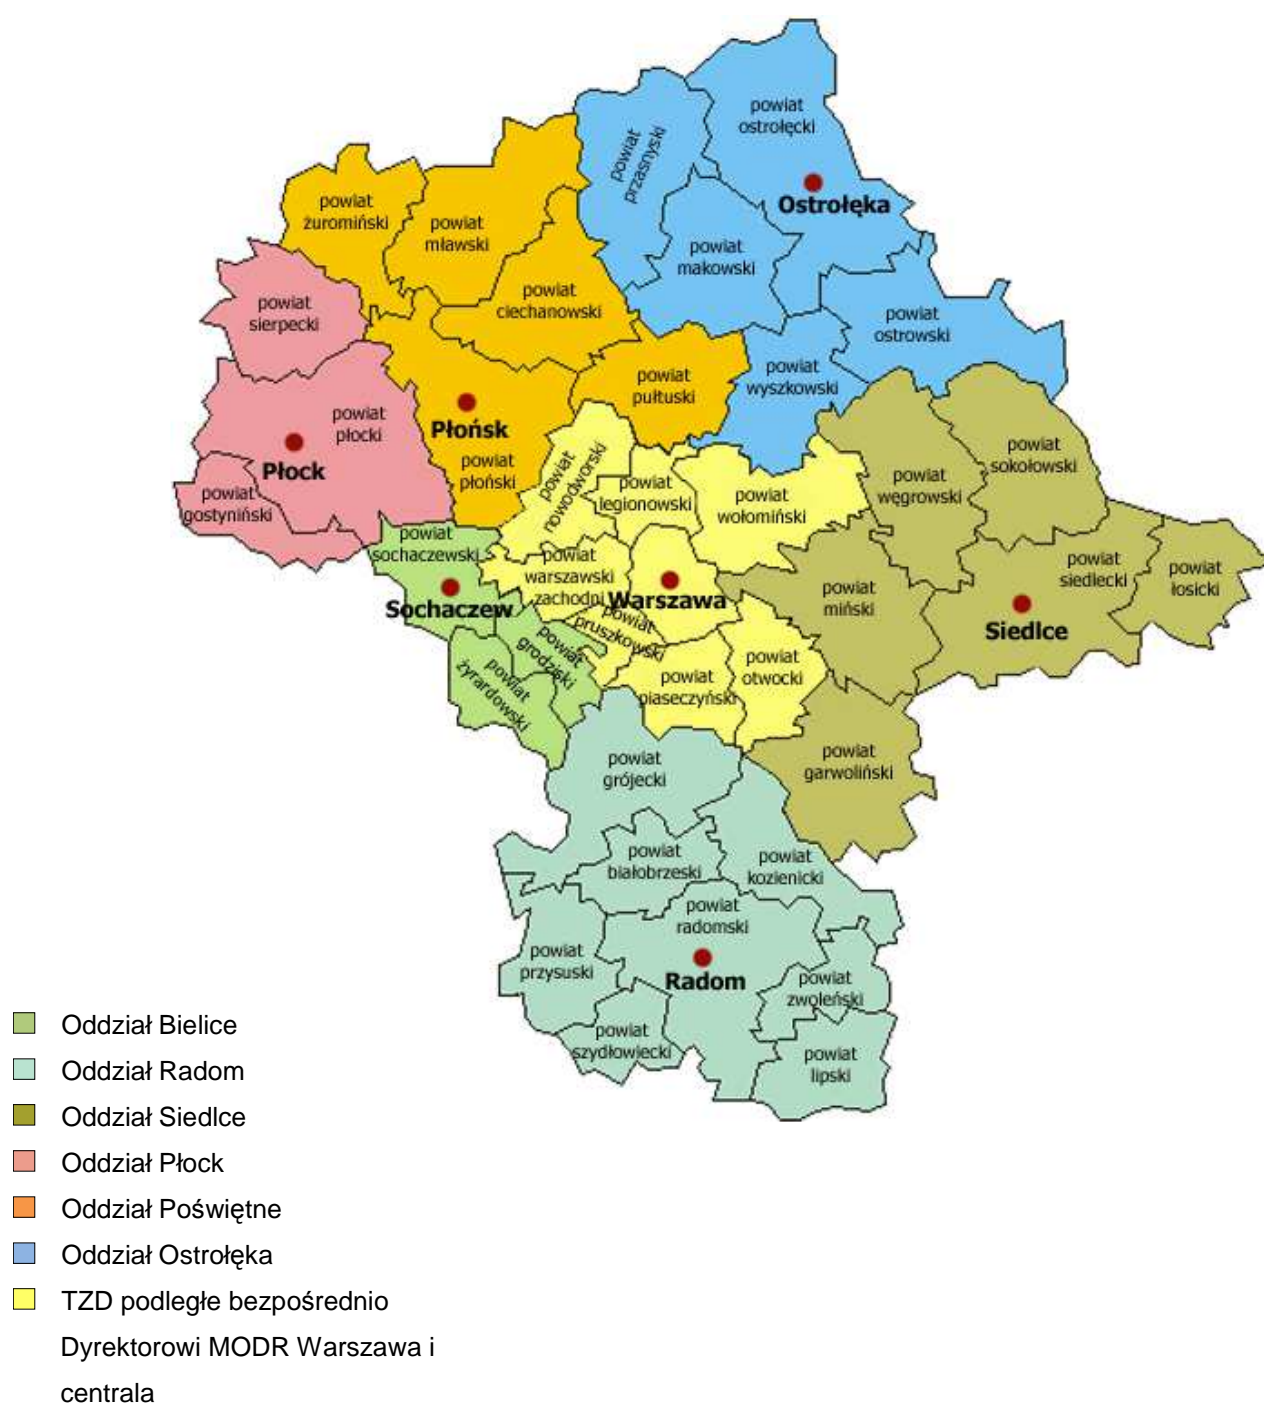 powiat
ostrołęcki
Ostrołęka
powiat
przasnyski
powiat
makowski
powiat
żuromiński
powiat
mławski
powiat
ciechanowski
powiat
sierpecki
powiat
ostrowski
powiat
wyszkowski
powiat
pułtuski
powiat
płocki
Płock
Płońsk
powiat
płoński
powiat
gostyniński
powiat
nowodworski
powiat
legionowski
powiat
wołomiński
powiat
węgrowski
powiat
sokołowski
powiat
sochaczewski
Sochaczew
powiat
warszawski
zachodni
Warszawa
powiat
pruszkowski
powiat
miński
powiat
siedlecki
Siedlce
powiat
łosicki
powiat
grodziski
powiat
żyrardowski
powiat
piaseczyński
powiat
otwocki
powiat
garwoliński
powiat
grójecki
powiat
białobrzeski
powiat
kozienicki
powiat
radomski
Radom
powiat
przysuski
powiat
zwoleński
powiat
szydłowiecki
powiat
lipski
Oddział Bielice
Oddział Radom
Oddział Siedlce
Oddział Płock
Oddział Poświętne
Oddział Ostrołęka
TZD podległe bezpośrednio
Dyrektorowi MODR Warszawa i
centrala